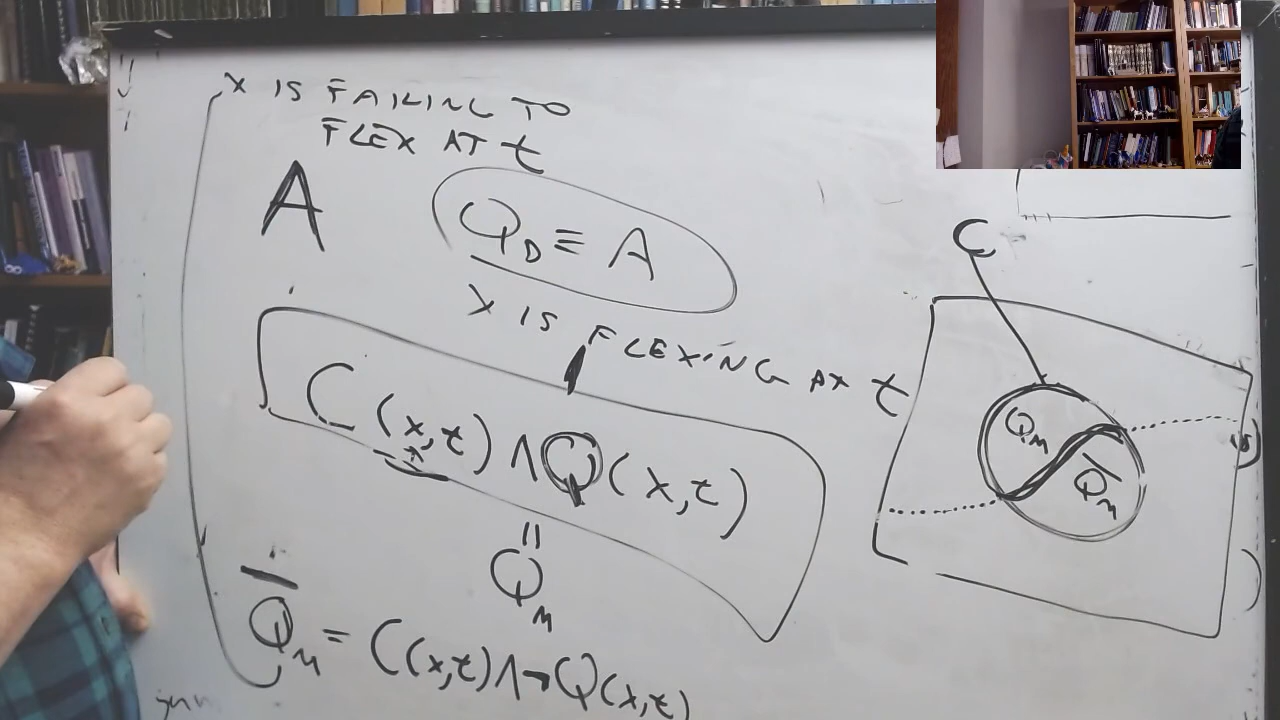 x IS FAILING TO
FLEX AT t
A
Q_D ≡ A
X IS FLEXING AT t
C(x,t) ∧ Q(x,t)
=
Q_M
Q̅_M = C(x,t) ∧ ¬Q(x,t)
C
Q_M
Q̅_M